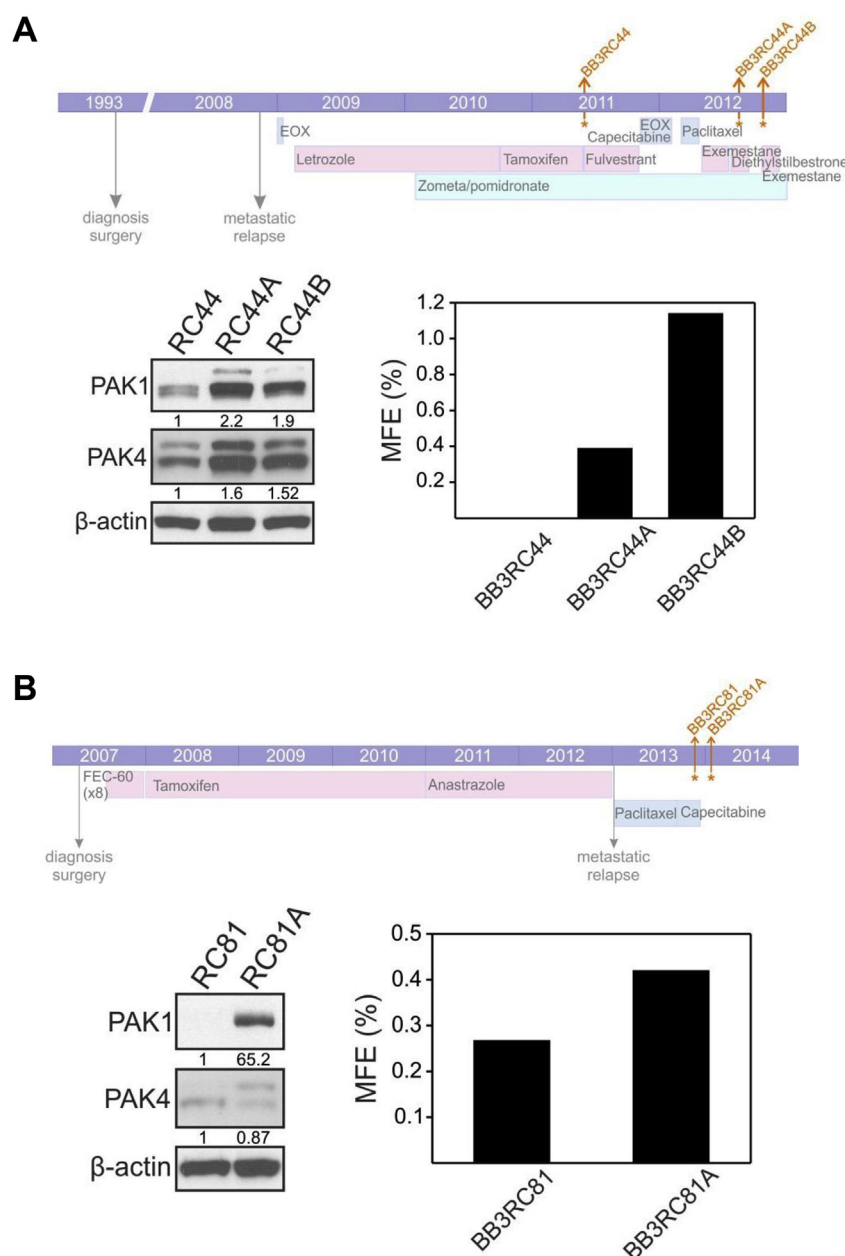 A
BB3RC44
BB3RC44A
BB3RC44B
1993 2008 2009 2010 2011 2012
EOX
EOX
Capecitabine
Paclitaxel
Letrozole Tamoxifen Fulvestrant
Exemestane
Diethylstilbestrone
Exemestane
Zometa/pomidronate
diagnosis
surgery
metastatic
relapse
RC44 RC44A RC44B
PAK1
1 2.2 1.9
PAK4
1 1.6 1.52
β-actin
MFE (%)
1.2
1.0
0.8
0.6
0.4
0.2
BB3RC44 BB3RC44A BB3RC44B
B
BB3RC81
BB3RC81A
2007 2008 2009 2010 2011 2012 2013 2014
FEC-60
(x8)
Tamoxifen Anastrazole
Paclitaxel Capecitabine
diagnosis
surgery
metastatic
relapse
RC81 RC81A
PAK1
1 65.2
PAK4
1 0.87
β-actin
MFE (%)
0.5
0.4
0.3
0.2
0.1
BB3RC81 BB3RC81A
* * *
* *